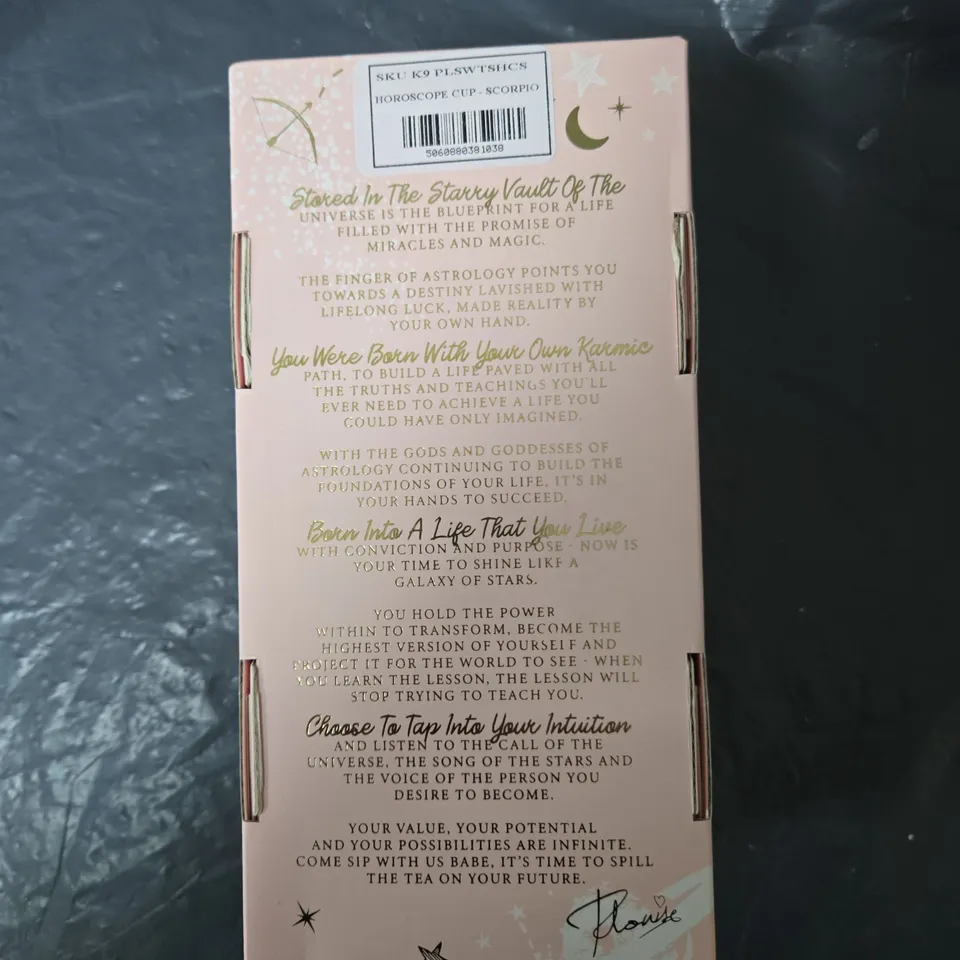 SKU K9 PLSWTSHCS
HOROSCOPE CUP - SCORPIO
5060880381038
Stored In The Starry Vault Of The
UNIVERSE IS THE BLUEPRINT FOR A LIFE
FILLED WITH THE PROMISE OF
MIRACLES AND MAGIC.
THE FINGER OF ASTROLOGY POINTS YOU
TOWARDS A DESTINY LAVISHED WITH
LIFELONG LUCK, MADE REALITY BY
YOUR OWN HAND.
You Were Born With Your Own Karmic
PATH, TO BUILD A LIFE PAVED WITH ALL
THE TRUTHS AND TEACHINGS YOU'LL
EVER NEED TO ACHIEVE A LIFE YOU
COULD HAVE ONLY IMAGINED.
WITH THE GODS AND GODDESSES OF
ASTROLOGY CONTINUING TO BUILD THE
FOUNDATIONS OF YOUR LIFE, IT'S IN
YOUR HANDS TO SUCCEED.
Born Into A Life That You Live
WITH CONVICTION AND PURPOSE - NOW IS
YOUR TIME TO SHINE LIKE A
GALAXY OF STARS.
YOU HOLD THE POWER
WITHIN TO TRANSFORM, BECOME THE
HIGHEST VERSION OF YOURSELF AND
PROJECT IT FOR THE WORLD TO SEE - WHEN
YOU LEARN THE LESSON, THE LESSON WILL
STOP TRYING TO TEACH YOU.
Choose To Tap Into Your Intuition
AND LISTEN TO THE CALL OF THE
UNIVERSE, THE SONG OF THE STARS AND
THE VOICE OF THE PERSON YOU
DESIRE TO BECOME.
YOUR VALUE, YOUR POTENTIAL
AND YOUR POSSIBILITIES ARE INFINITE.
COME SIP WITH US BABE, IT'S TIME TO SPILL
THE TEA ON YOUR FUTURE.
Plouise